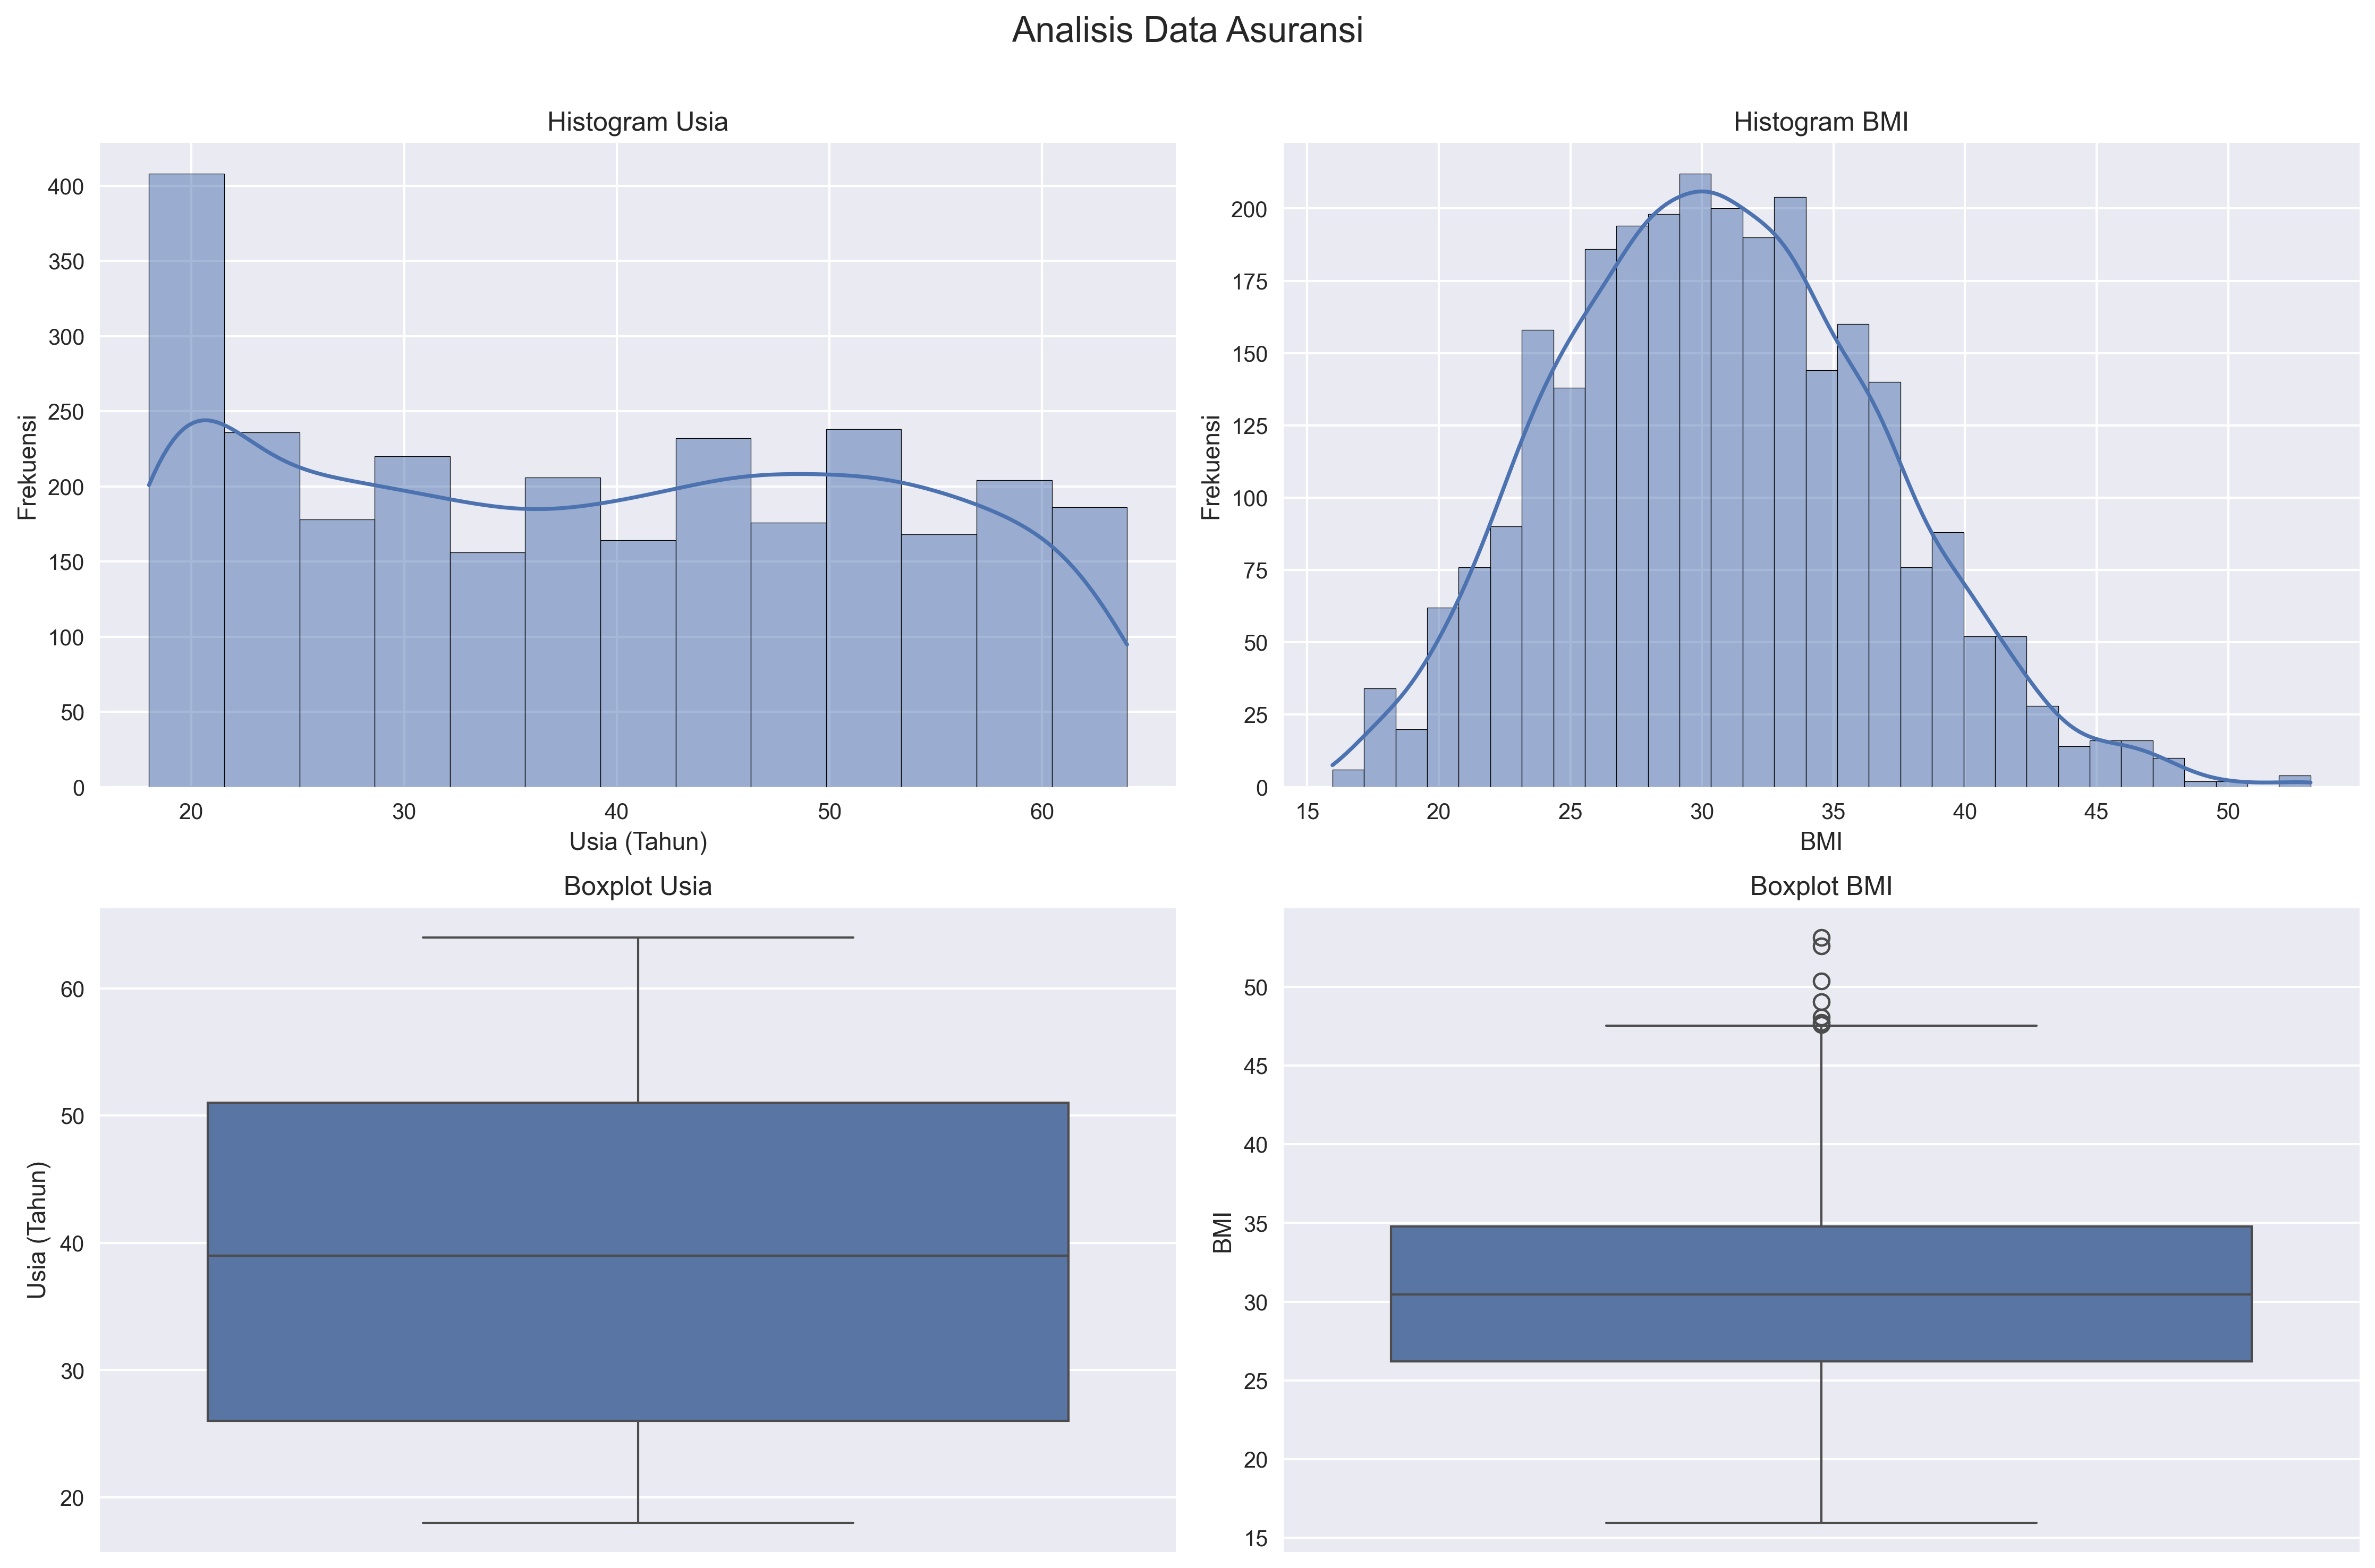 Analisis Data Asuransi
Histogram Usia
Frekuensi
400
350
300
250
200
150
100
50
0
20 30 40 50 60
Usia (Tahun)
Histogram BMI
Frekuensi
200
175
150
125
100
75
50
25
0
15 20 25 30 35 40 45 50
BMI
Boxplot Usia
Usia (Tahun)
60
50
40
30
20
Boxplot BMI
BMI
50
45
40
35
30
25
20
15